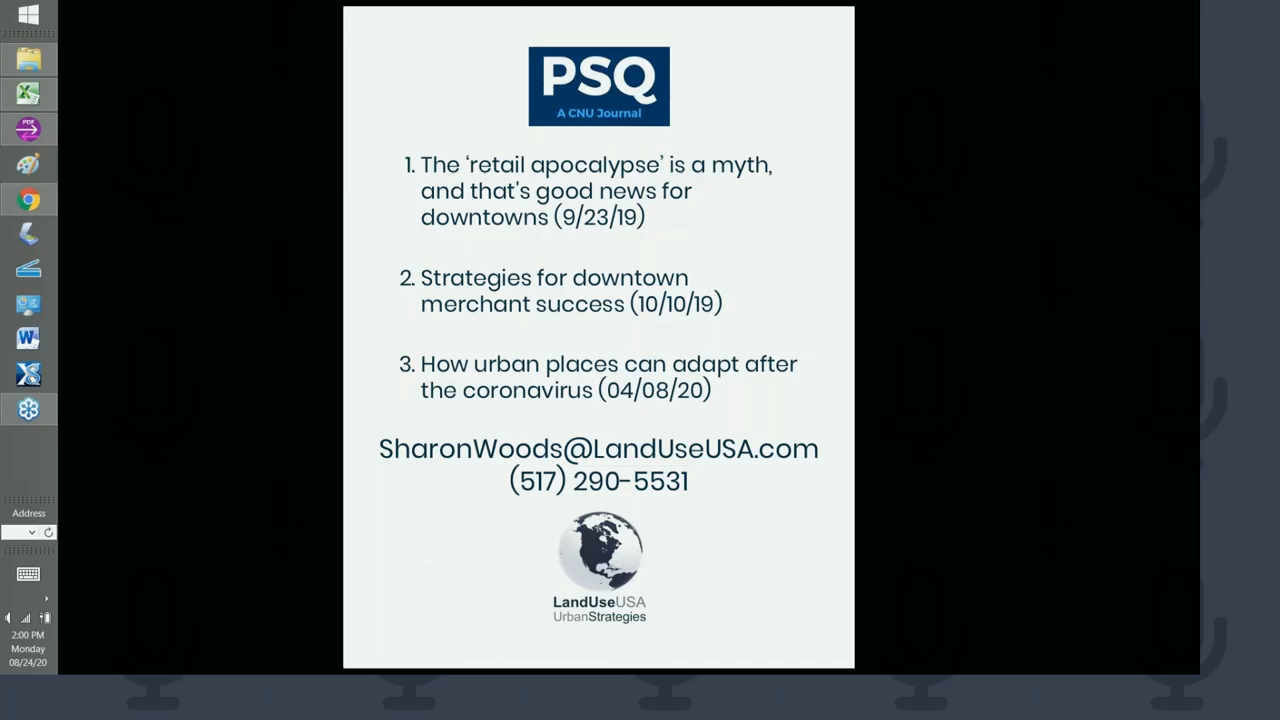 PSQ
A CNU Journal
1. The ‘retail apocalypse’ is a myth,
and that's good news for
downtowns (9/23/19)
2. Strategies for downtown
merchant success (10/10/19)
3. How urban places can adapt after
the coronavirus (04/08/20)
SharonWoods@LandUseUSA.com
(517) 290-5531
LandUseUSA
UrbanStrategies
PDF
Address
2:00 PM
Monday
08/24/20